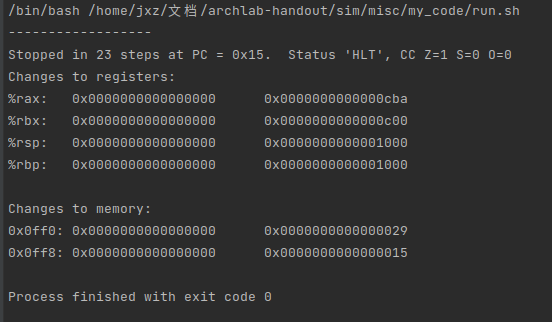 /bin/bash /home/jxz/文档/archlab-handout/sim/misc/my_code/run.sh
------------------
Stopped in 23 steps at PC = 0x15.  Status 'HLT', CC Z=1 S=0 O=0
Changes to registers:
%rax:   0x0000000000000000      0x0000000000000cba
%rbx:   0x0000000000000000      0x0000000000000c00
%rsp:   0x0000000000000000      0x0000000000001000
%rbp:   0x0000000000000000      0x0000000000001000

Changes to memory:
0x0ff0: 0x0000000000000000      0x0000000000000029
0x0ff8: 0x0000000000000000      0x0000000000000015

Process finished with exit code 0